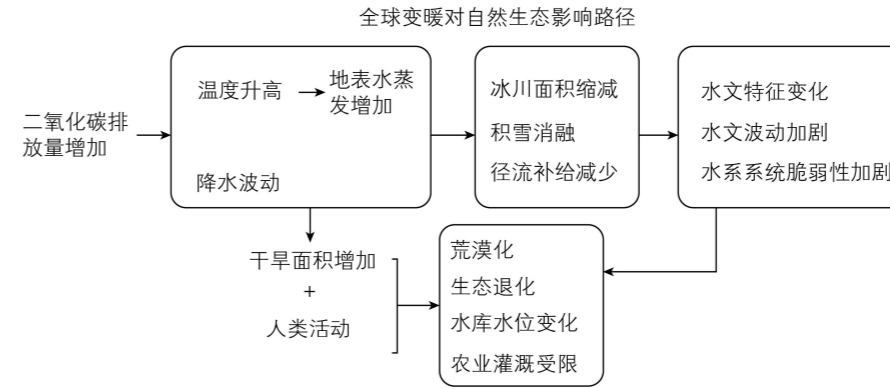 全球变暖对自然生态影响路径
二氧化碳排
放量增加
温度升高
地表水蒸
发增加
降水波动
冰川面积缩减
积雪消融
径流补给减少
水文特征变化
水文波动加剧
水系系统脆弱性加剧
干旱面积增加
+
人类活动
荒漠化
生态退化
水库水位变化
农业灌溉受限